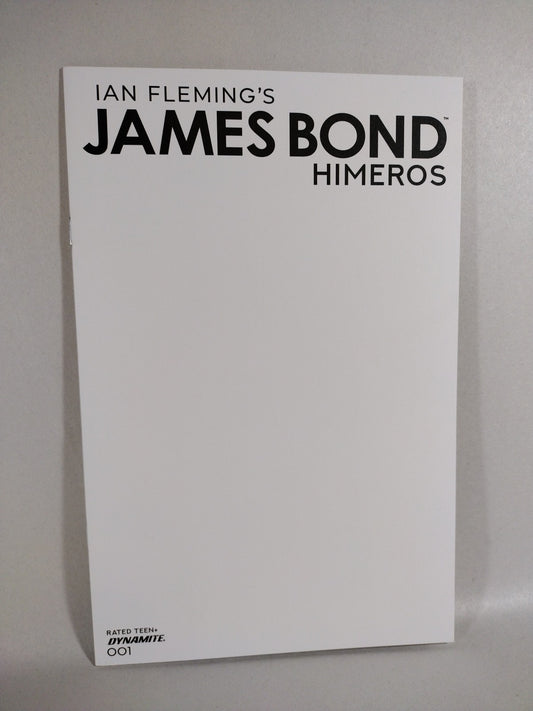 IAN FLEMING'S
JAMES BOND™
HIMEROS
RATED TEEN+
DYNAMITE.
001